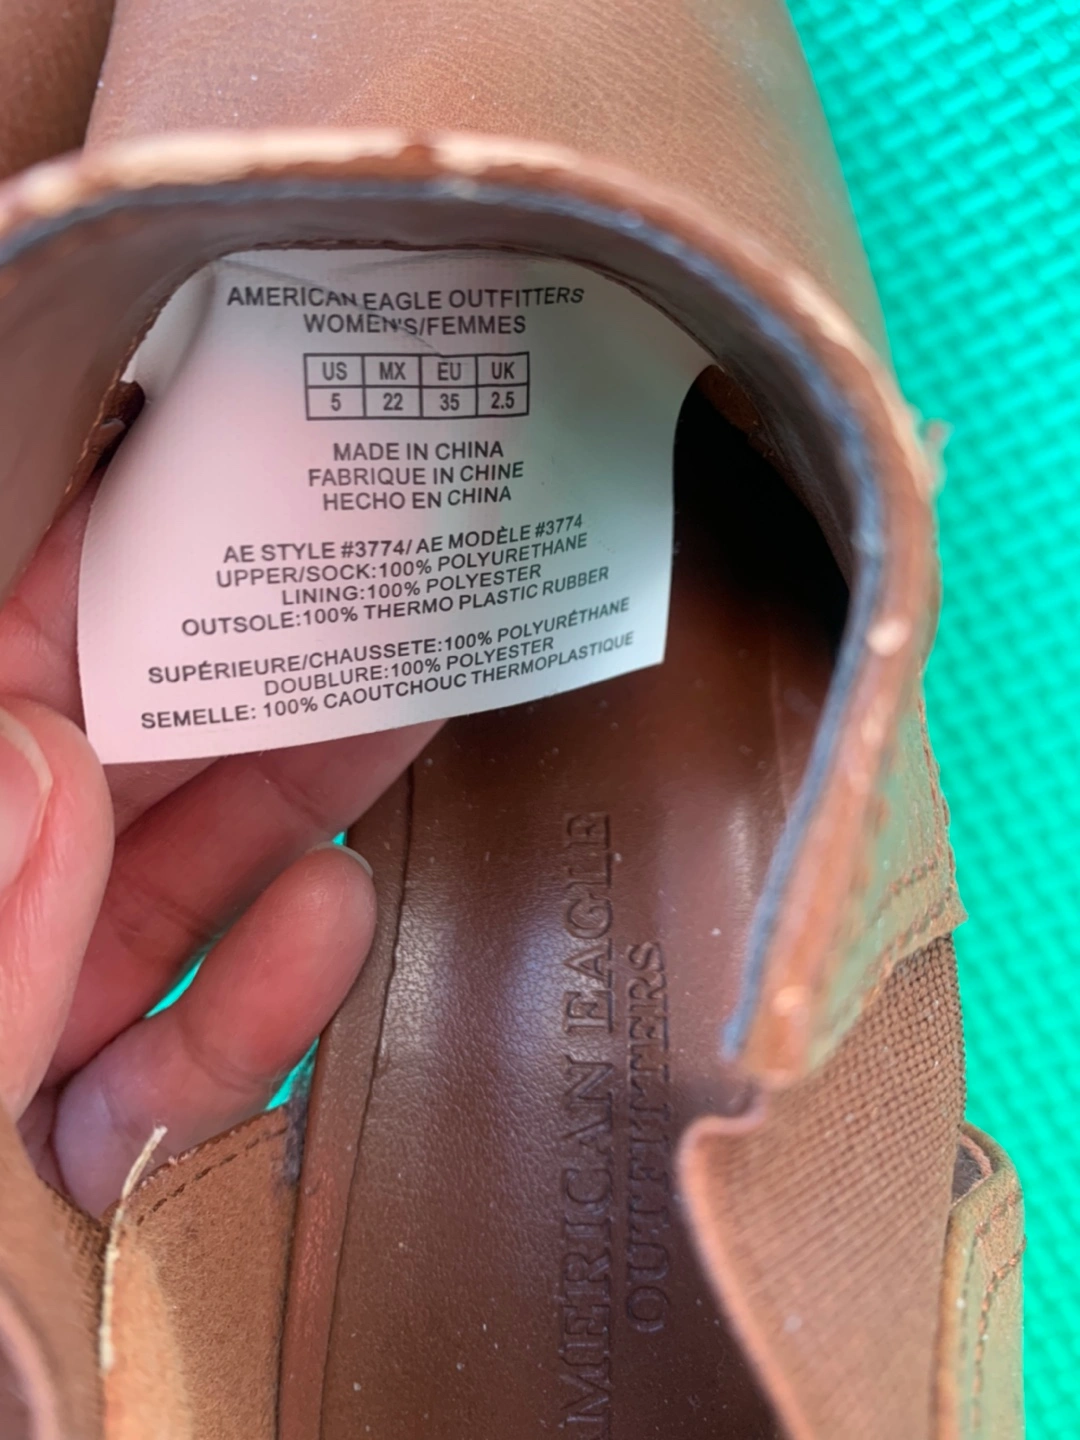 AMERICAN EAGLE OUTFITTERS
WOMEN'S/FEMMES
US MX EU UK
5 22 35 2.5
MADE IN CHINA
FABRIQUE IN CHINE
HECHO EN CHINA
AE STYLE #3774/ AE MODÈLE #3774
UPPER/SOCK:100% POLYURETHANE
LINING:100% POLYESTER
OUTSOLE:100% THERMO PLASTIC RUBBER
SUPÉRIEURE/CHAUSSETE:100% POLYURÉTHANE
DOUBLURE:100% POLYESTER
SEMELLE: 100% CAOUTCHOUC THERMOPLASTIQUE
AMERICAN EAGLE
OUTFITTERS